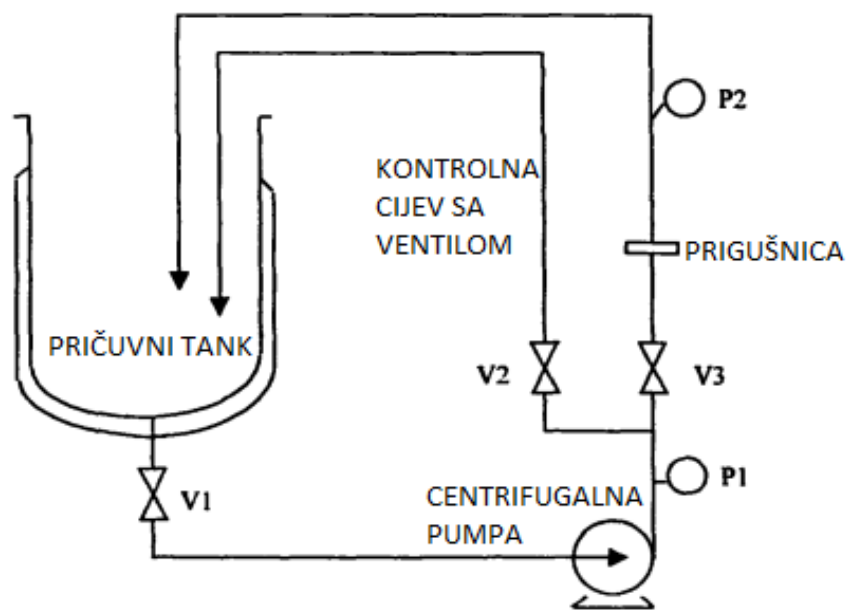 P2
KONTROLNA
CIJEV SA
VENTILOM
PRIGUŠNICA
PRIČUVNI TANK
V2
V3
V1
P1
CENTRIFUGALNA
PUMPA